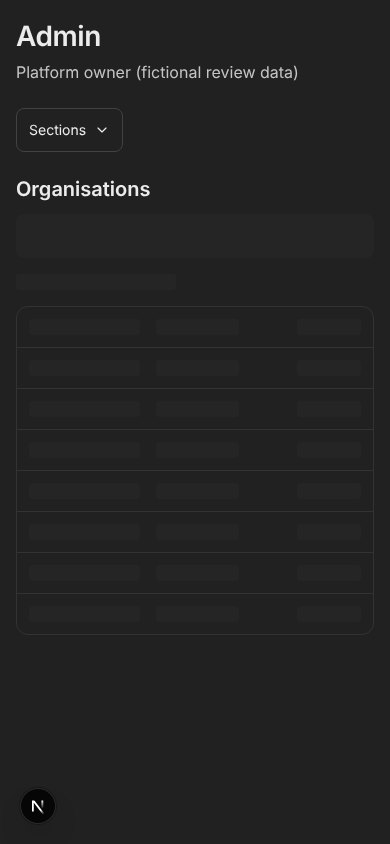 Admin
Platform owner (fictional review data)
Sections
Organisations
N